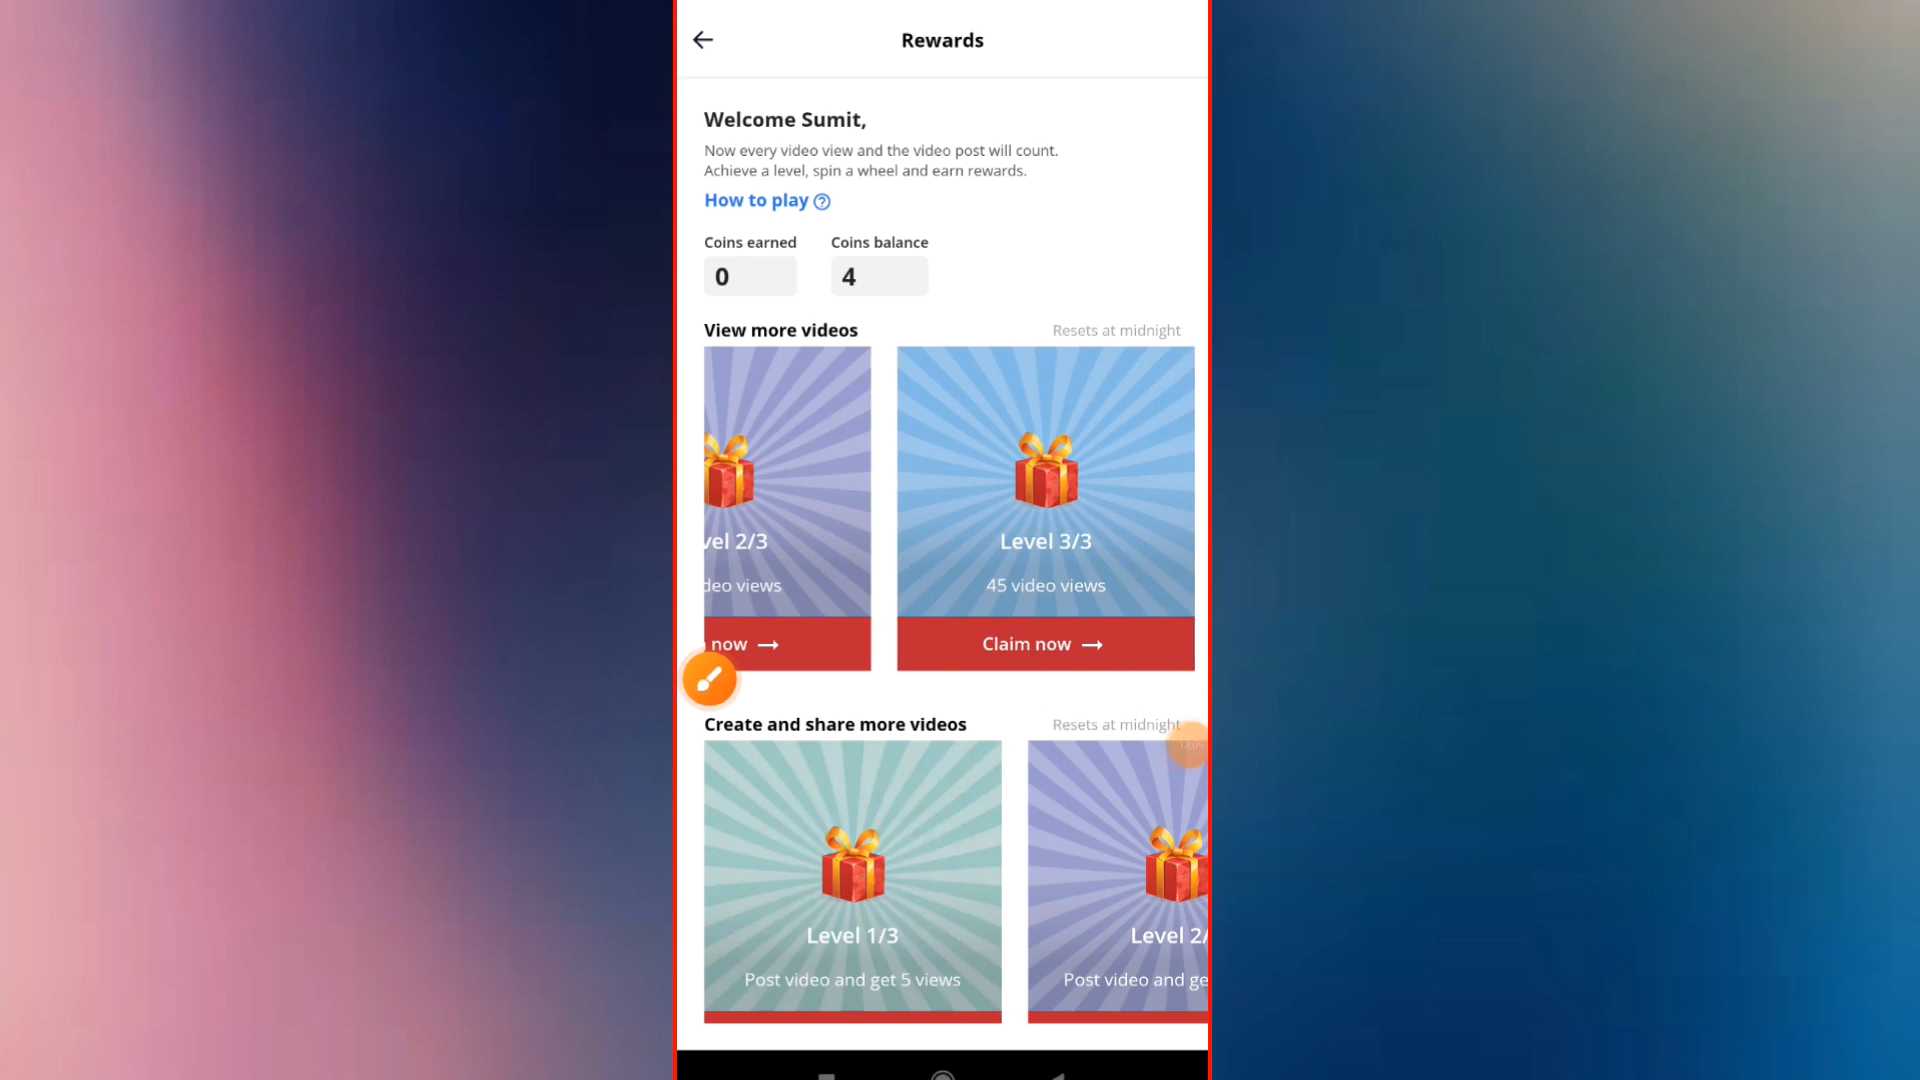 Rewards
Welcome Sumit,
Now every video view and the video post will count.
Achieve a level, spin a wheel and earn rewards.
How to play ?
Coins earned
Coins balance
0
4
View more videos
Resets at midnight
vel 2/3
deo views
now →
Level 3/3
45 video views
Claim now →
Create and share more videos
Resets at midnight
Level 1/3
Post video and get 5 views
Level 2/
Post video and ge